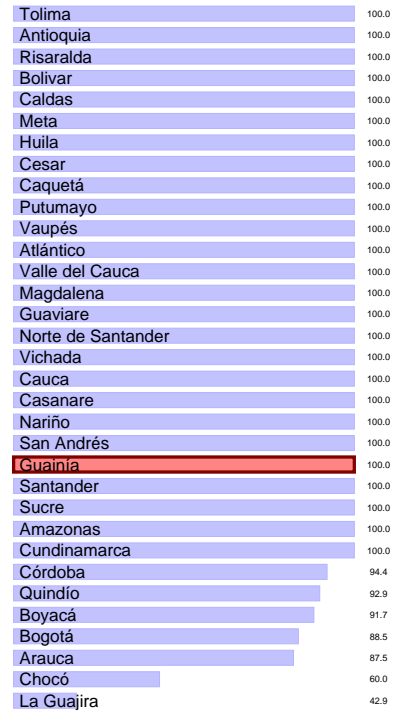 Tolima 100.0
Antioquia 100.0
Risaralda 100.0
Bolivar 100.0
Caldas 100.0
Meta 100.0
Huila 100.0
Cesar 100.0
Caquetá 100.0
Putumayo 100.0
Vaupés 100.0
Atlántico 100.0
Valle del Cauca 100.0
Magdalena 100.0
Guaviare 100.0
Norte de Santander 100.0
Vichada 100.0
Cauca 100.0
Casanare 100.0
Nariño 100.0
San Andrés 100.0
Guainía 100.0
Santander 100.0
Sucre 100.0
Amazonas 100.0
Cundinamarca 100.0
Córdoba 94.4
Quindío 92.9
Boyacá 91.7
Bogotá 88.5
Arauca 87.5
Chocó 60.0
La Guajira 42.9